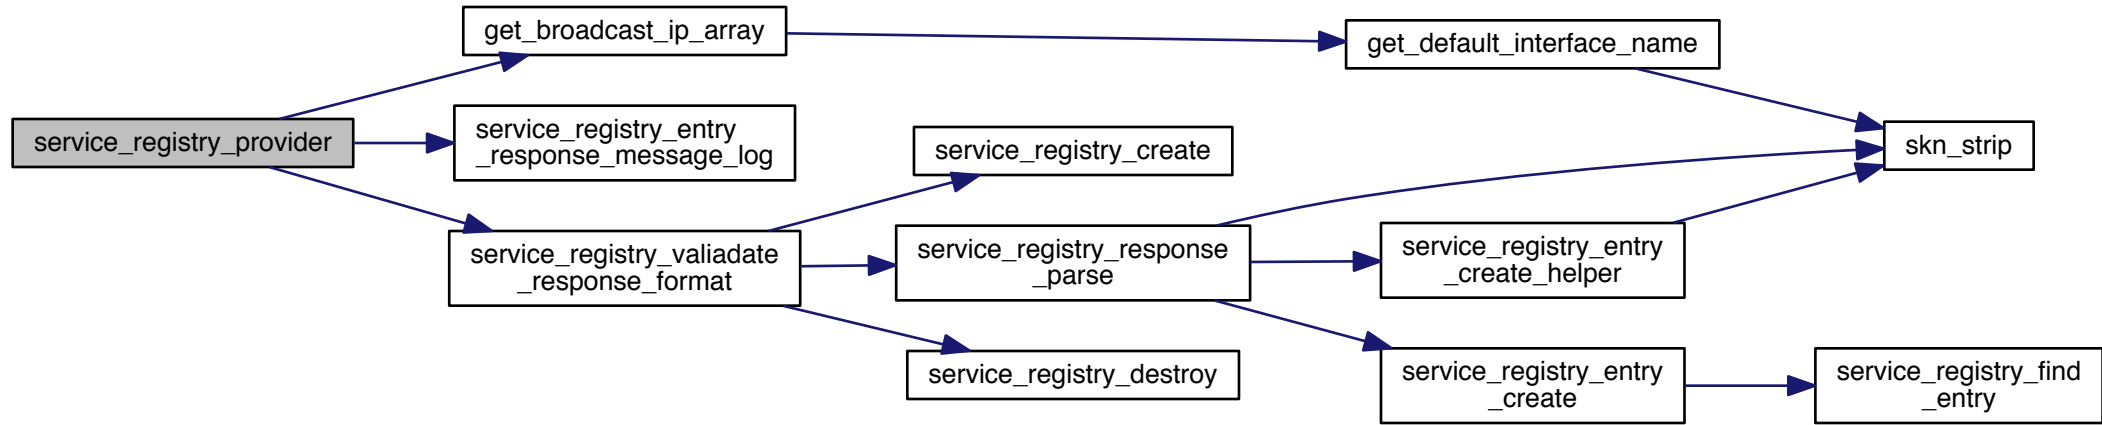 service_registry_provider
get_broadcast_ip_array
service_registry_entry
_response_message_log
service_registry_valiadate
_response_format
service_registry_create
service_registry_response
_parse
service_registry_destroy
get_default_interface_name
service_registry_entry
_create_helper
service_registry_entry
_create
skn_strip
service_registry_find
_entry